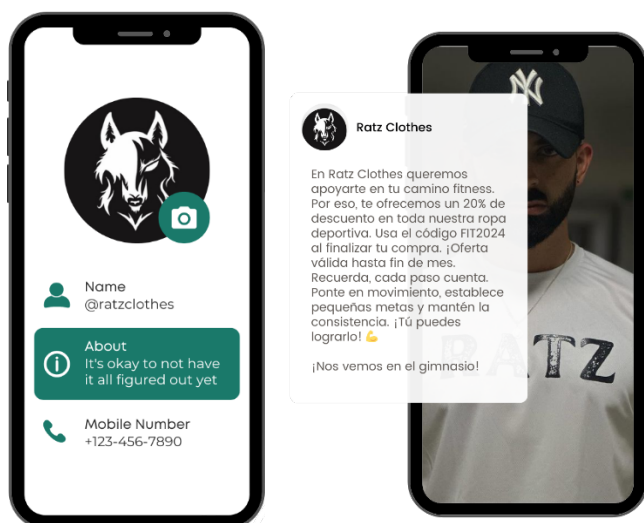 Name
@ratzclothes
About
It's okay to not have
it all figured out yet
Mobile Number
+123-456-7890
Ratz Clothes
En Ratz Clothes queremos
apoyarte en tu camino fitness.
Por eso, te ofrecemos un 20% de
descuento en toda nuestra ropa
deportiva. Usa el código FIT2024
al finalizar tu compra. ¡Oferta
válida hasta fin de mes.
Recuerda, cada paso cuenta.
Ponte en movimiento, establece
pequeñas metas y mantén la
consistencia. ¡Tú puedes
lograrlo! 💪
¡Nos vemos en el gimnasio!
NY
RATZ